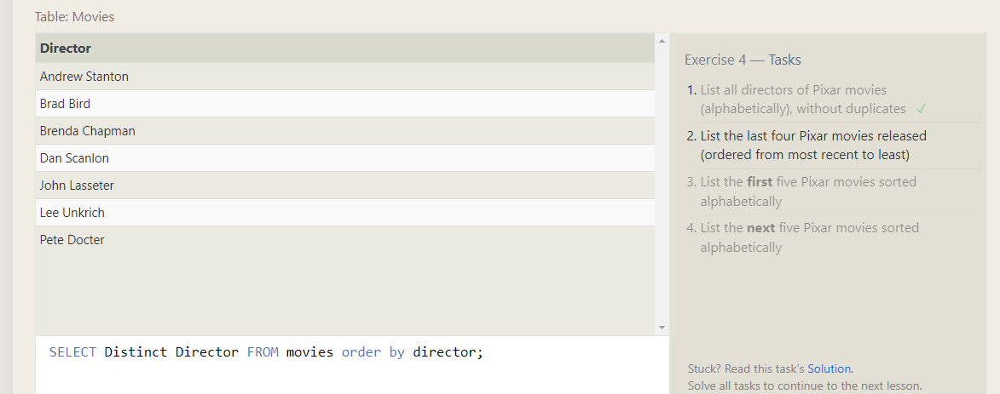 Table: Movies
Director
Andrew Stanton
Brad Bird
Brenda Chapman
Dan Scanlon
John Lasseter
Lee Unkrich
Pete Docter
SELECT Distinct Director FROM movies order by director;
Exercise 4 — Tasks
1. List all directors of Pixar movies
(alphabetically), without duplicates ✓
2. List the last four Pixar movies released
(ordered from most recent to least)
3. List the first five Pixar movies sorted
alphabetically
4. List the next five Pixar movies sorted
alphabetically
Stuck? Read this task's Solution.
Solve all tasks to continue to the next lesson.